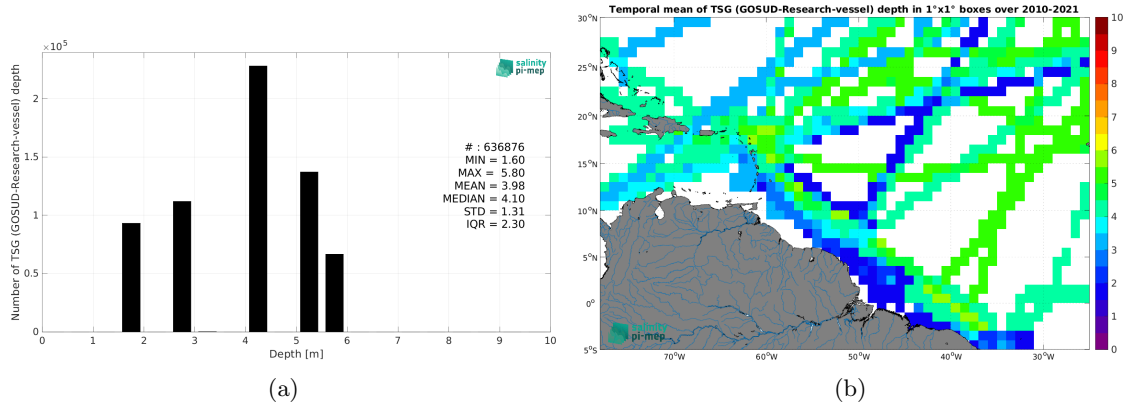 ×10⁵
Number of TSG (GOSUD-Research-vessel) depth
2
1.5
1
0.5
0
0 1 2 3 4 5 6 7 8 9 10
Depth [m]
salinity
pi-mep
# : 636876
MIN = 1.60
MAX = 5.80
MEAN = 3.98
MEDIAN = 4.10
STD = 1.31
IQR = 2.30
(a)
Temporal mean of TSG (GOSUD-Research-vessel) depth in 1°x1° boxes over 2010-2021
30°N
25°N
20°N
15°N
10°N
5°N
0°
5°S
70°W 60°W 50°W 40°W 30°W
salinity
pi-mep
10
9
8
7
6
5
4
3
2
1
0
(b)